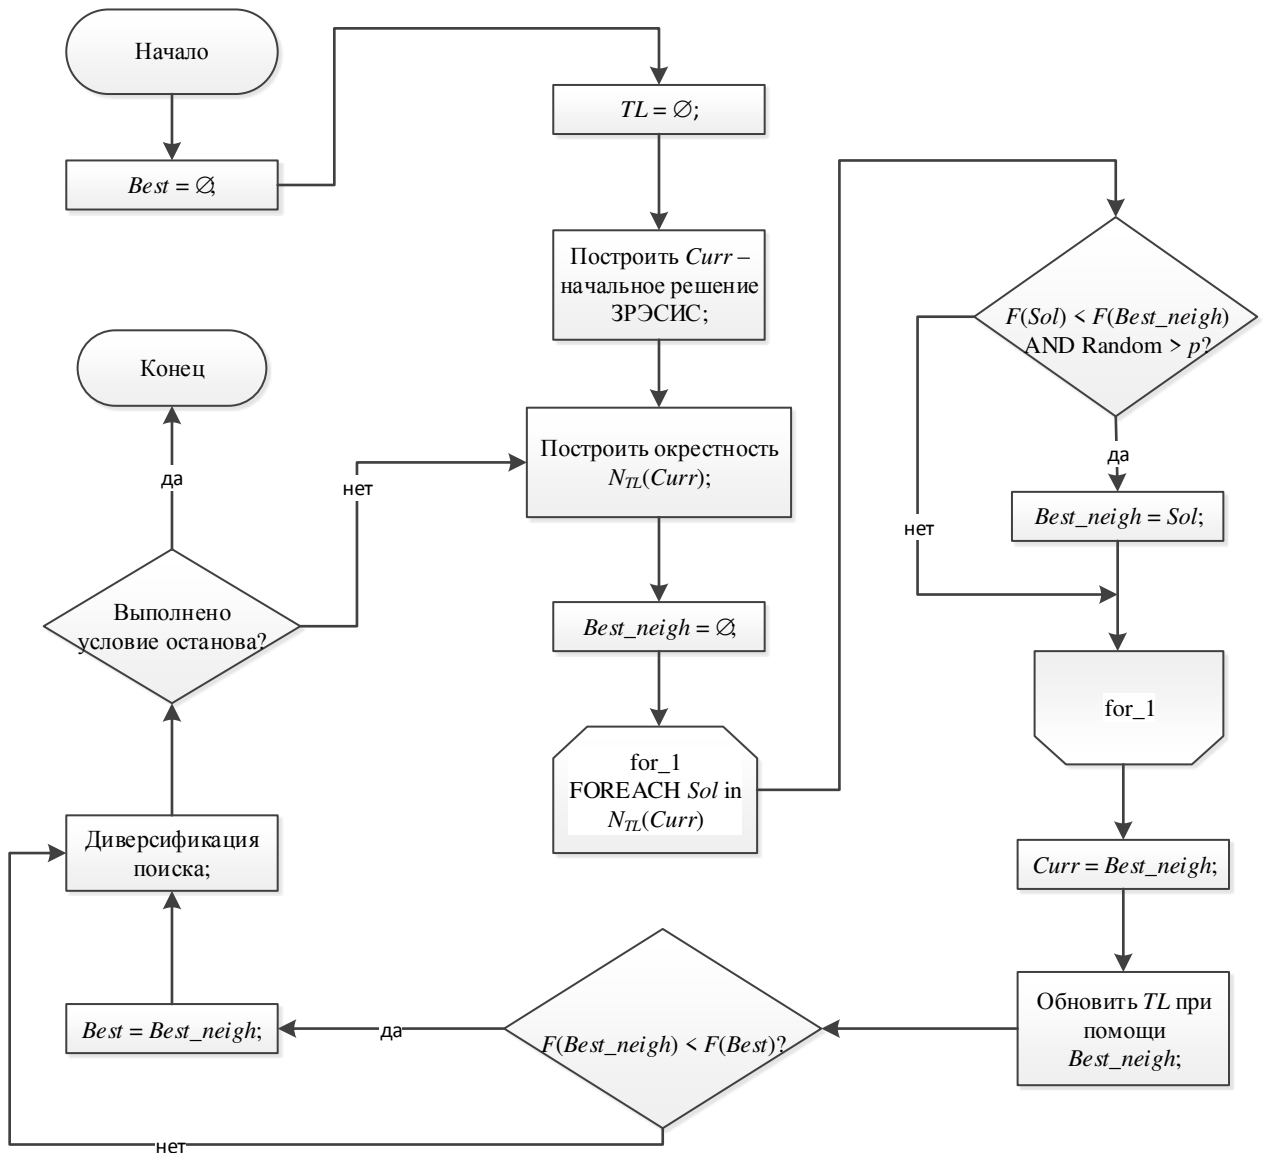 Начало
Best = ∅;
TL = ∅;
Построить Curr –
начальное решение
ЗРЭСИС;
Построить окрестность
N_TL(Curr);
Best_neigh = ∅;
for_1
FOREACH Sol in
N_TL(Curr)
F(Sol) < F(Best_neigh)
AND Random > p?
да
нет
Best_neigh = Sol;
for_1
Curr = Best_neigh;
Обновить TL при
помощи
Best_neigh;
F(Best_neigh) < F(Best)?
да
нет
Best = Best_neigh;
Диверсификация
поиска;
Выполнено
условие останова?
да
нет
Конец